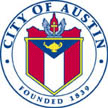 CITY OF AUSTIN
FOUNDED 1839